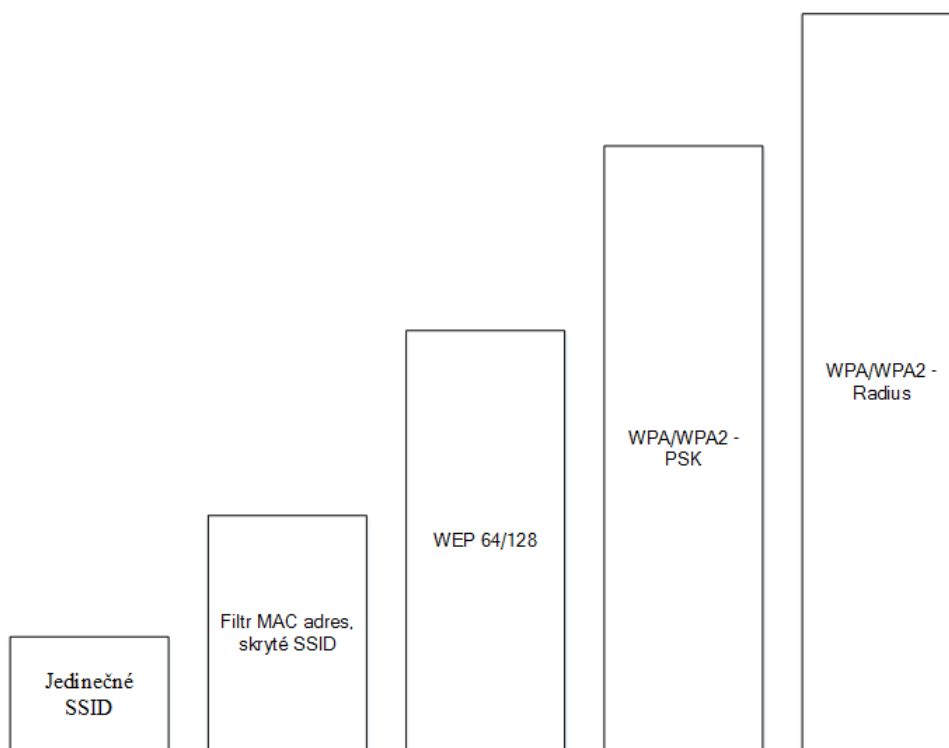 Jedinečné
SSID
Filtr MAC adres,
skryté SSID
WEP 64/128
WPA/WPA2 -
PSK
WPA/WPA2 -
Radius